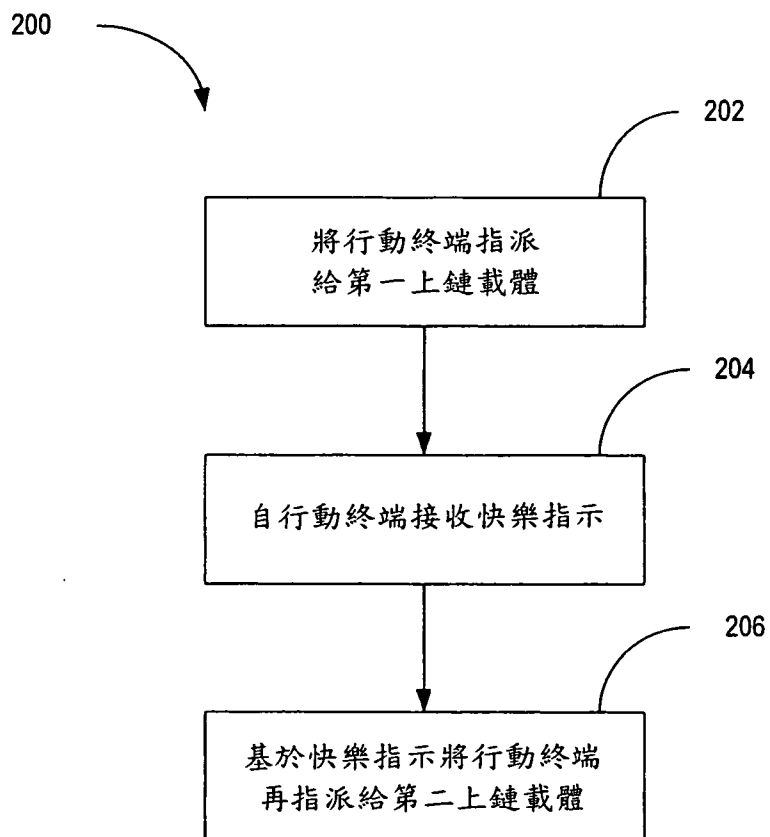 200
202
將行動終端指派
給第一上鏈載體
204
自行動終端接收快樂指示
206
基於快樂指示將行動終端
再指派給第二上鏈載體